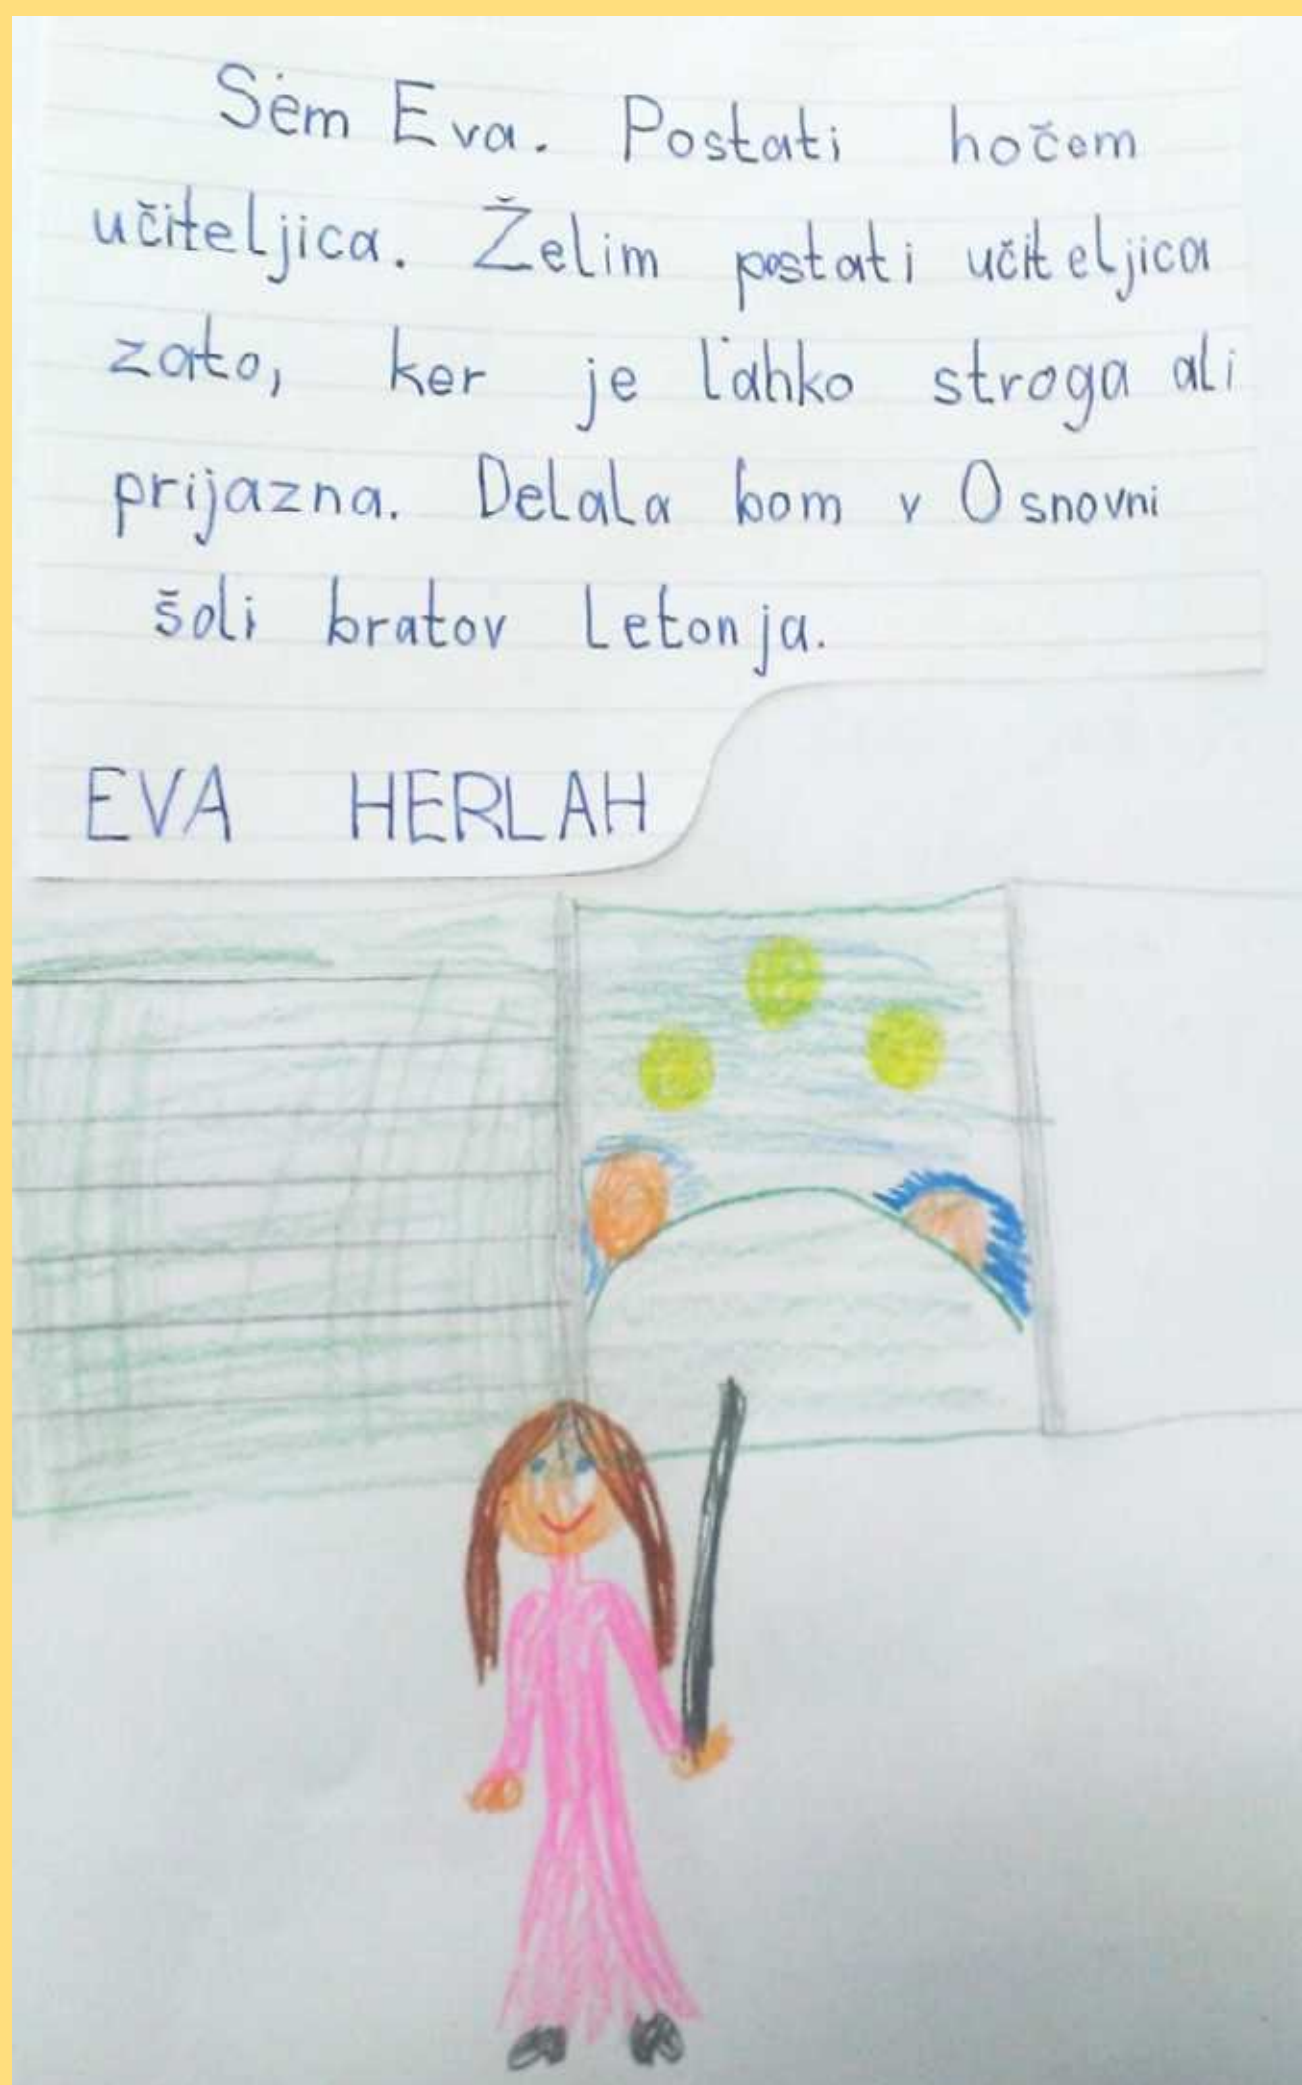 Sem Eva. Postati hočem
učiteljica. Želim postati učiteljica
zato, ker je lahko stroga ali
prijazna. Delala bom v Osnovni
šoli bratov Letonja.
EVA HERLAH